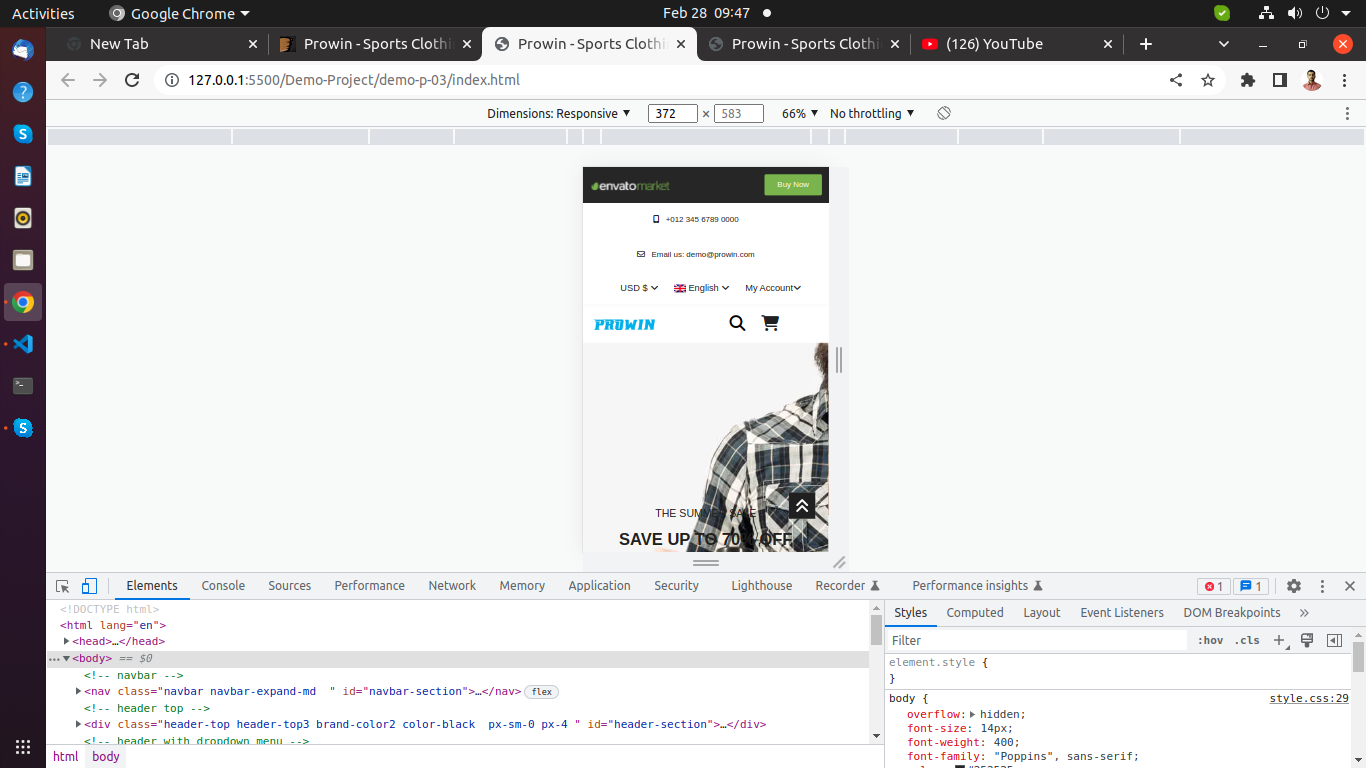 Activities Google Chrome Feb 28 09:47
New Tab Prowin - Sports Clothi Prowin - Sports Clothi Prowin - Sports Clothi (126) YouTube
127.0.0.1:5500/Demo-Project/demo-p-03/index.html
Dimensions: Responsive 372 × 583 66% No throttling
envatomarket Buy Now
+012 345 6789 0000
Email us: demo@prowin.com
USD $ English My Account
PROWIN
THE SUMMER SALE
SAVE UP TO 70% OFF
Elements Console Sources Performance Network Memory Application Security Lighthouse Recorder Performance insights 1 1
<!DOCTYPE html>
<html lang="en">
<head>…</head>
<body> == $0
<!-- navbar -->
<nav class="navbar navbar-expand-md  " id="navbar-section">…</nav> flex
<!-- header top -->
<div class="header-top header-top3 brand-color2 color-black  px-sm-0 px-4 " id="header-section">…</div>
<!-- header with dropdown menu -->
html body
Styles Computed Layout Event Listeners DOM Breakpoints »
Filter :hov .cls
element.style {
}
body { style.css:29
overflow: hidden;
font-size: 14px;
font-weight: 400;
font-family: "Poppins", sans-serif;